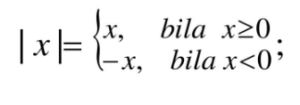 |x|= {x, bila x≥0
{−x, bila x<0;